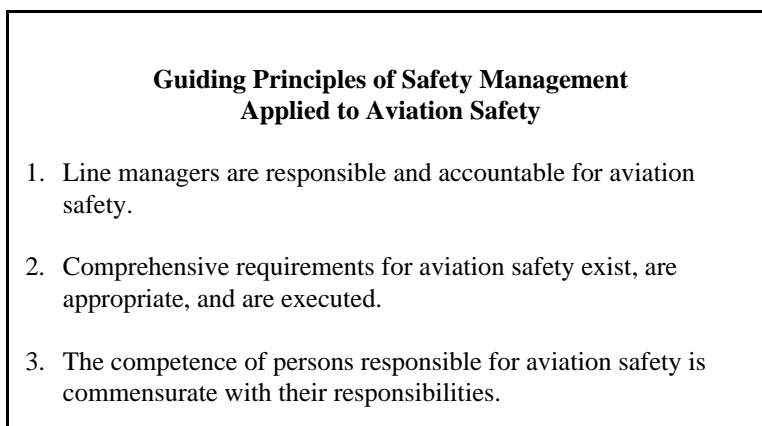 Guiding Principles of Safety Management
Applied to Aviation Safety
1. Line managers are responsible and accountable for aviation
safety.
2. Comprehensive requirements for aviation safety exist, are
appropriate, and are executed.
3. The competence of persons responsible for aviation safety is
commensurate with their responsibilities.